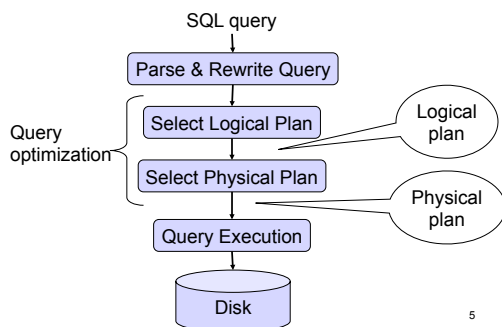 SQL query
Parse & Rewrite Query
Query
optimization
Select Logical Plan
Logical
plan
Select Physical Plan
Physical
plan
Query Execution
Disk
5